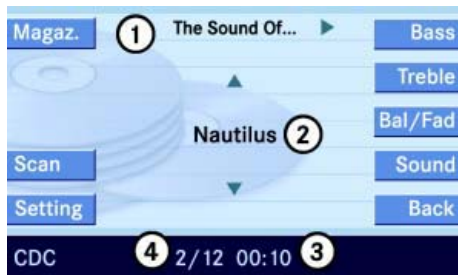 Magaz. 1 The Sound Of... Bass
Treble
Nautilus 2 Bal/Fad
Scan Sound
Setting Back
CDC 4 2/12 00:10 3